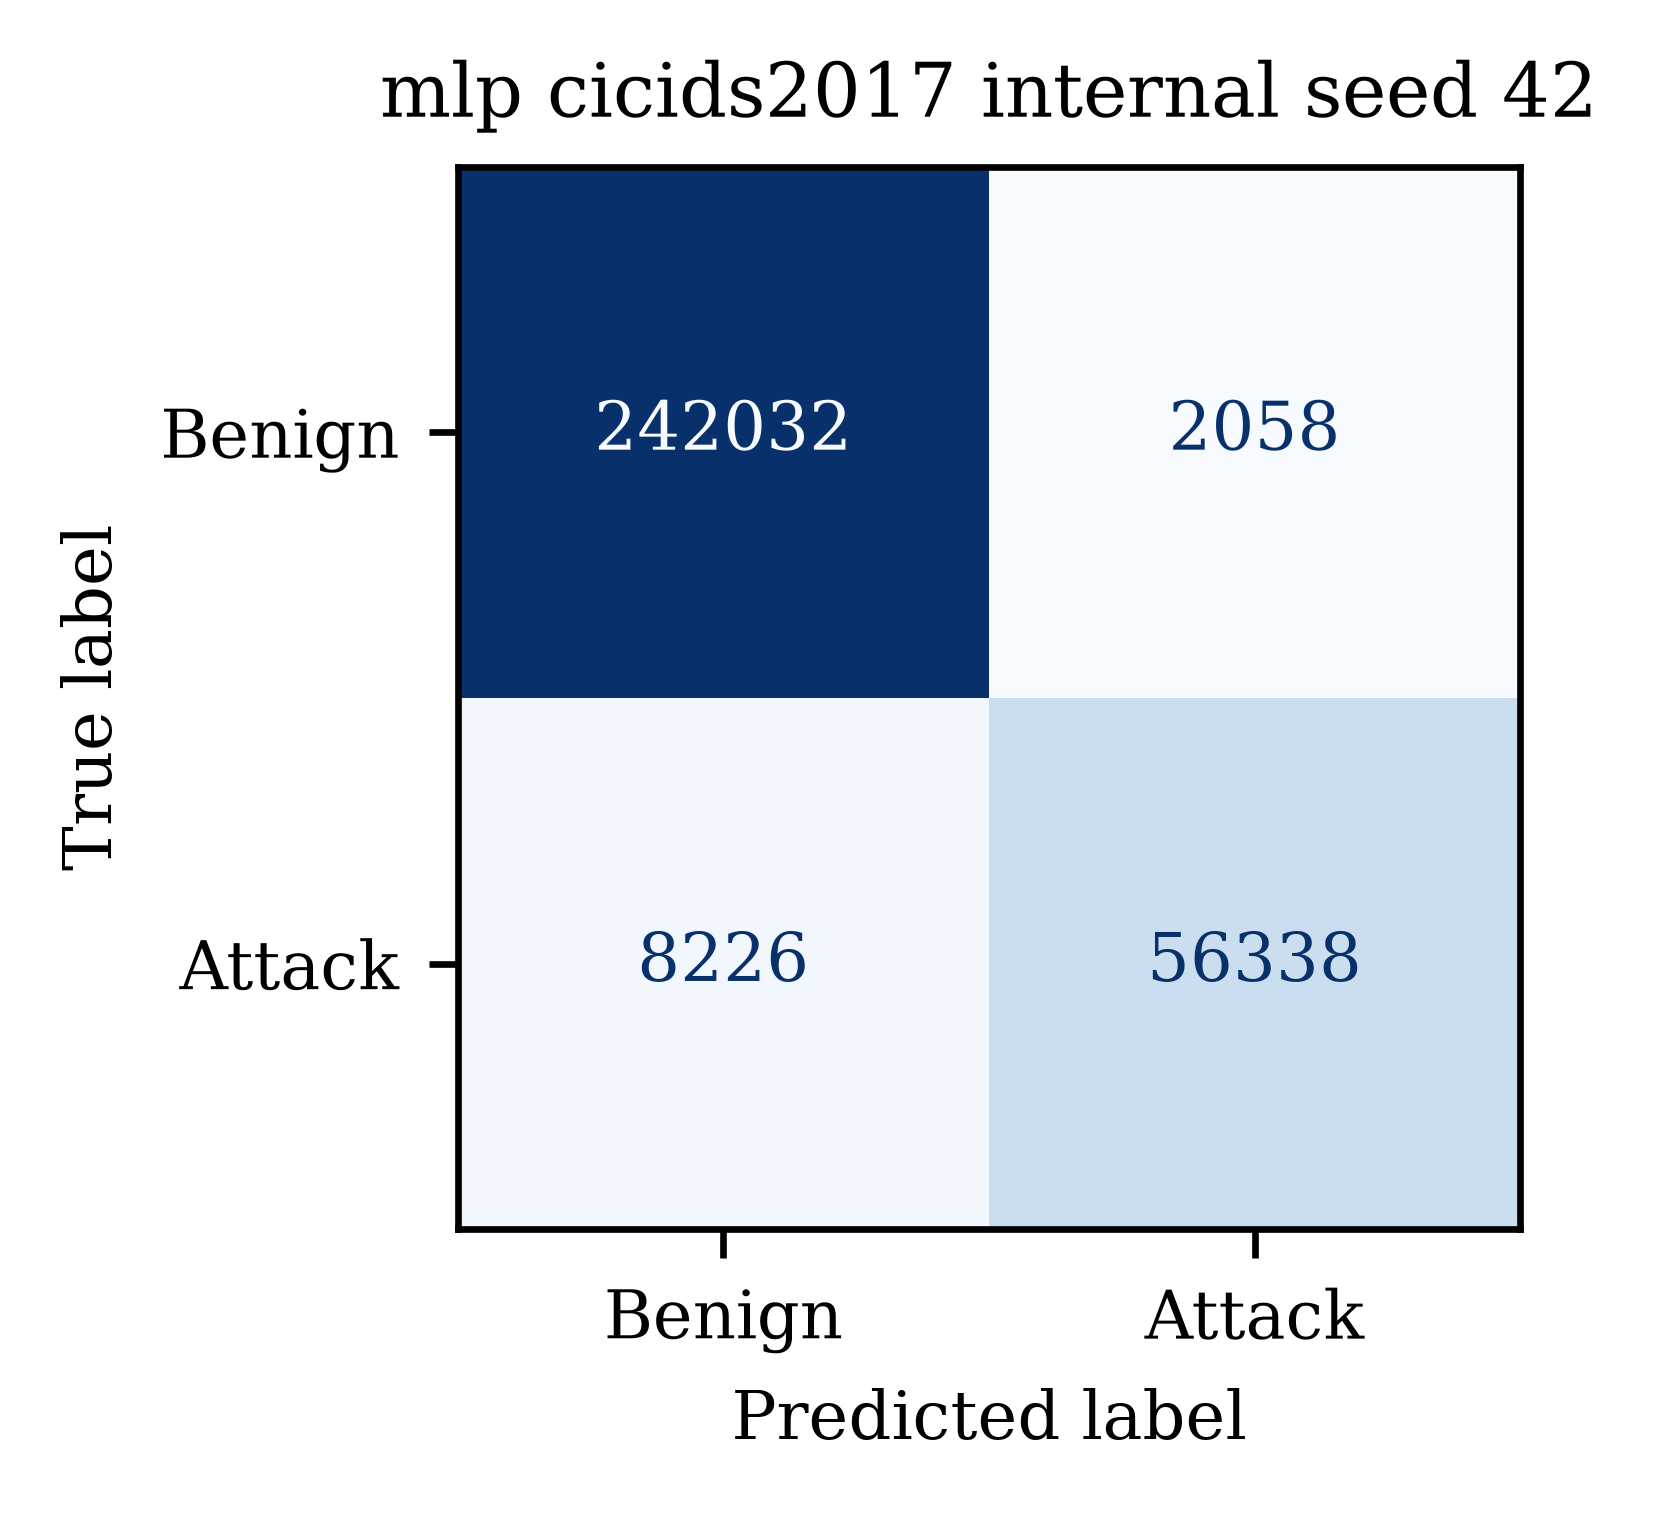 mlp cicids2017 internal seed 42
True label
Benign
242032
2058
Attack
8226
56338
Benign
Attack
Predicted label